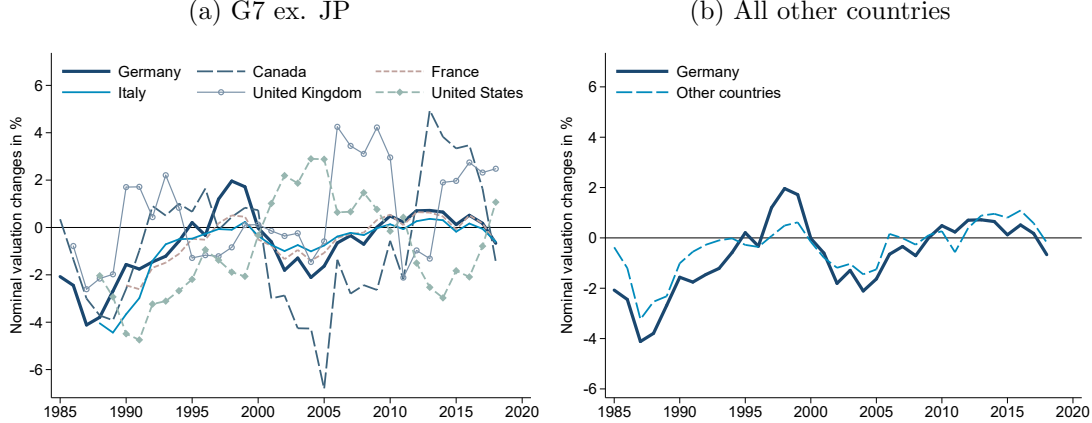 (a) G7 ex. JP
Nominal valuation changes in %
Germany Canada France
Italy United Kingdom United States
6
4
2
0
-2
-4
-6
1985 1990 1995 2000 2005 2010 2015 2020
(b) All other countries
Nominal valuation changes in %
Germany
Other countries
6
4
2
0
-2
-4
-6
1985 1990 1995 2000 2005 2010 2015 2020